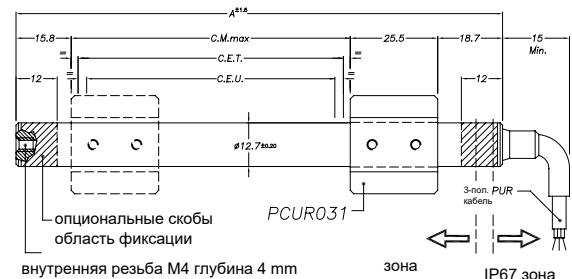 A±1.5
15.8
C.M.max
25.5
18.7
15
Min.
C.E.T.
12
C.E.U.
12
ø12.7±0.20
3-пол. PUR
кабель
PCUR031
опциональные скобы
область фиксации
внутренняя резьба М4 глубина 4 mm
зона
IP67 зона